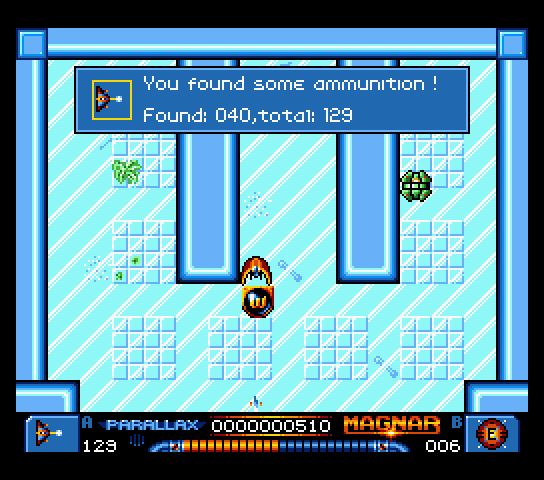 You found some ammunition !
Found: 040,total: 129
A PARALLAX 0000000510 MAGNAR B
129 006
E